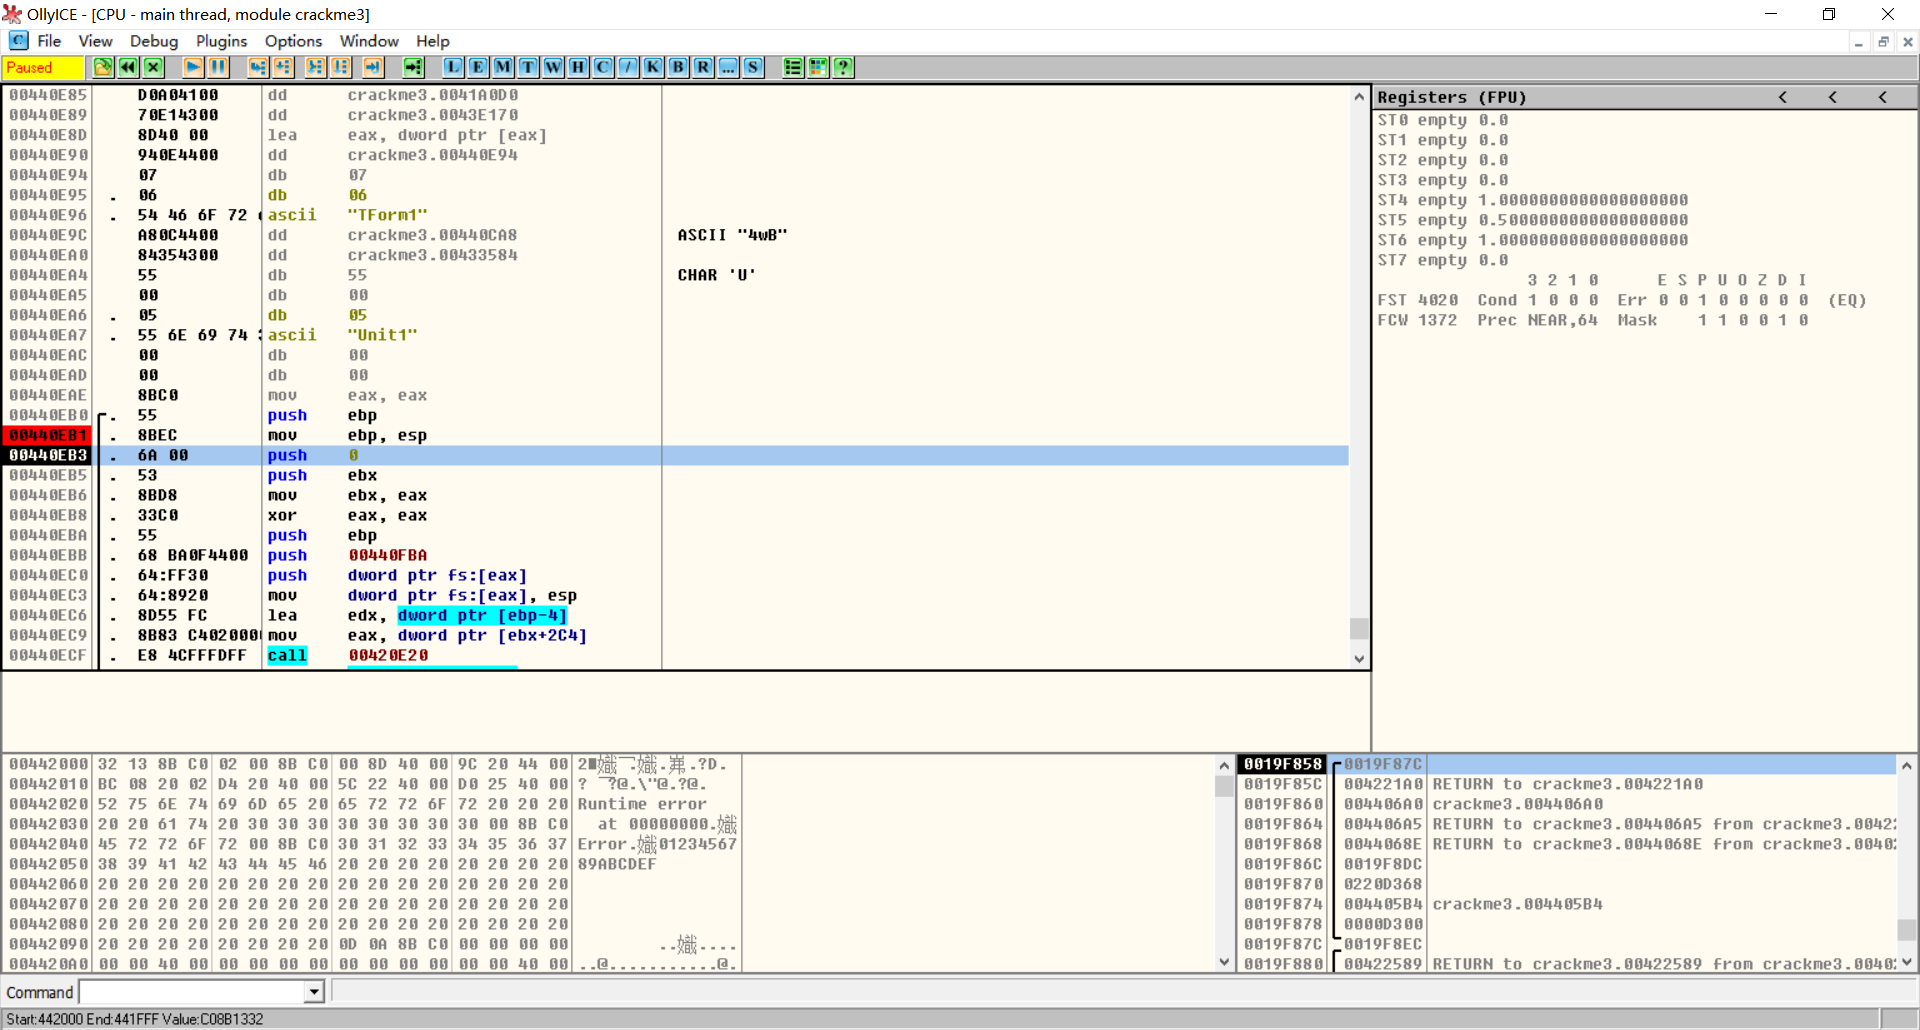 OllyICE - [CPU - main thread, module crackme3]
File View Debug Plugins Options Window Help
Paused L E M T W H C / K B R ... S ?
00440E85 D0A04100 dd crackme3.0041A0D0
00440E89 70E14300 dd crackme3.0043E170
00440E8D 8D40 00 lea eax, dword ptr [eax]
00440E90 940E4400 dd crackme3.00440E94
00440E94 07 db 07
00440E95 . 06 db 06
00440E96 . 54 46 6F 72 ascii "TForm1"
00440E9C A80C4400 dd crackme3.00440CA8 ASCII "4wB"
00440EA0 84354300 dd crackme3.00433584
00440EA4 55 db 55 CHAR 'U'
00440EA5 00 db 00
00440EA6 . 05 db 05
00440EA7 . 55 6E 69 74 ascii "Unit1"
00440EAC 00 db 00
00440EAD 00 db 00
00440EAE 8BC0 mov eax, eax
00440EB0 . 55 push ebp
00440EB1 . 8BEC mov ebp, esp
00440EB3 . 6A 00 push 0
00440EB5 . 53 push ebx
00440EB6 . 8BD8 mov ebx, eax
00440EB8 . 33C0 xor eax, eax
00440EBA . 55 push ebp
00440EBB . 68 BA0F4400 push 00440FBA
00440EC0 . 64:FF30 push dword ptr fs:[eax]
00440EC3 . 64:8920 mov dword ptr fs:[eax], esp
00440EC6 . 8D55 FC lea edx, dword ptr [ebp-4]
00440EC9 . 8B83 C402000 mov eax, dword ptr [ebx+2C4]
00440ECF . E8 4CFFFDFF call 00420E20
Registers (FPU) < < <
ST0 empty 0.0
ST1 empty 0.0
ST2 empty 0.0
ST3 empty 0.0
ST4 empty 1.0000000000000000000
ST5 empty 0.5000000000000000000
ST6 empty 1.0000000000000000000
ST7 empty 0.0
3 2 1 0 E S P U O Z D I
FST 4020 Cond 1 0 0 0 Err 0 0 1 0 0 0 0 0 (EQ)
FCW 1372 Prec NEAR,64 Mask 1 1 0 0 1 0
00442000 32 13 8B C0 02 00 8B C0 00 8D 40 00 9C 20 44 00
00442010 BC 08 20 02 D4 20 40 00 5C 22 40 00 D0 25 40 00
00442020 52 75 6E 74 69 6D 65 20 65 72 72 6F 72 20 20 20 Runtime error
00442030 20 20 61 74 20 30 30 30 30 30 30 30 30 00 8B C0 at 00000000.
00442040 45 72 72 6F 72 00 8B C0 30 31 32 33 34 35 36 37 Error. 01234567
00442050 38 39 41 42 43 44 45 46 20 20 20 20 20 20 20 20 89ABCDEF
00442060 20 20 20 20 20 20 20 20 20 20 20 20 20 20 20 20
00442070 20 20 20 20 20 20 20 20 20 20 20 20 20 20 20 20
00442080 20 20 20 20 20 20 20 20 20 20 20 20 20 20 20 20
00442090 20 20 20 20 20 20 20 20 0D 0A 8B C0 00 00 00 00 .. ....
004420A0 00 00 40 00 00 00 00 00 00 00 00 00 00 00 40 00 ..@...........@.
0019F858 0019F87C
0019F85C 004221A0 RETURN to crackme3.004221A0
0019F860 004406A0 crackme3.004406A0
0019F864 004406A5 RETURN to crackme3.004406A5 from crackme3.0042
0019F868 0044068E RETURN to crackme3.0044068E from crackme3.0040
0019F86C 0019F8DC
0019F870 0220D368
0019F874 004405B4 crackme3.004405B4
0019F878 0000D300
0019F87C 0019F8EC
0019F880 00422589 RETURN to crackme3.00422589 from crackme3.0040
Command
Start:442000 End:441FFF Value:C08B1332